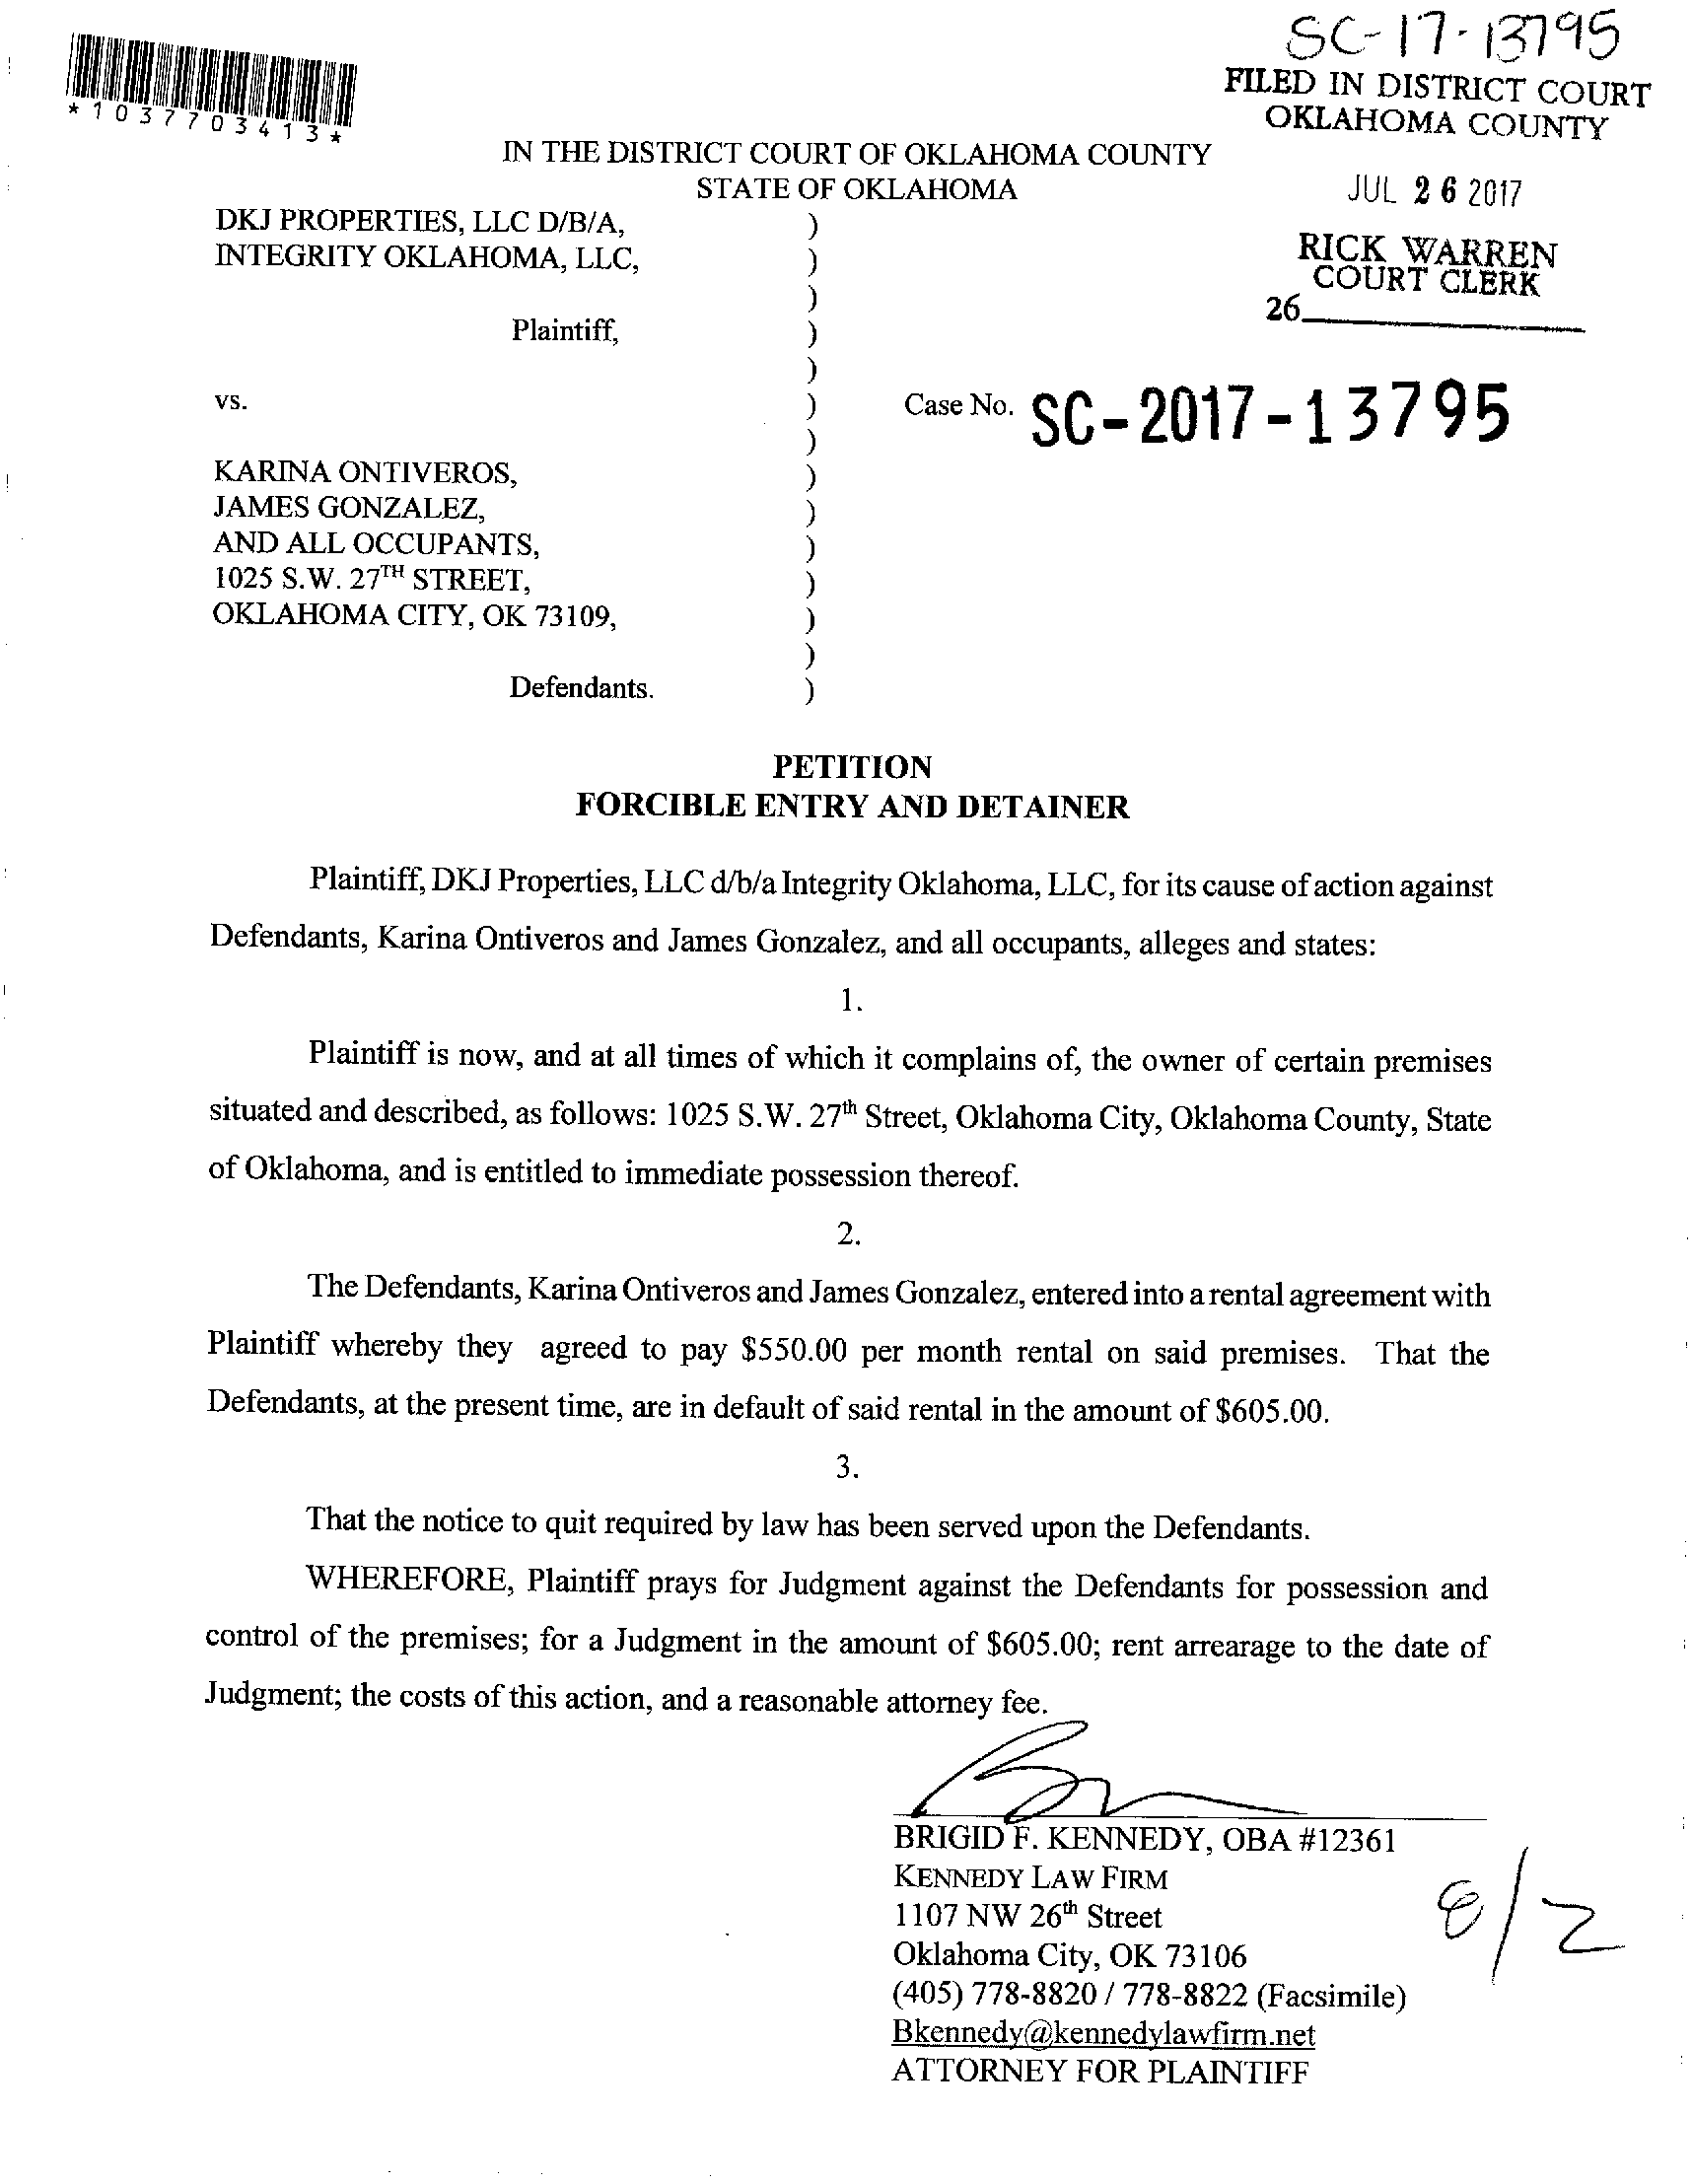 SC-17-13795
FILED IN DISTRICT COURT
OKLAHOMA COUNTY
*1037703413*
IN THE DISTRICT COURT OF OKLAHOMA COUNTY
STATE OF OKLAHOMA
JUL 26 2017
RICK WARREN
COURT CLERK
26
DKJ PROPERTIES, LLC D/B/A, )
INTEGRITY OKLAHOMA, LLC, )
)
Plaintiff, )
)
vs. ) Case No. SC-2017-13795
)
KARINA ONTIVEROS, )
JAMES GONZALEZ, )
AND ALL OCCUPANTS, )
1025 S.W. 27TH STREET, )
OKLAHOMA CITY, OK 73109, )
)
Defendants. )
PETITION
FORCIBLE ENTRY AND DETAINER
Plaintiff, DKJ Properties, LLC d/b/a Integrity Oklahoma, LLC, for its cause of action against
Defendants, Karina Ontiveros and James Gonzalez, and all occupants, alleges and states:
1.
Plaintiff is now, and at all times of which it complains of, the owner of certain premises
situated and described, as follows: 1025 S.W. 27th Street, Oklahoma City, Oklahoma County, State
of Oklahoma, and is entitled to immediate possession thereof.
2.
The Defendants, Karina Ontiveros and James Gonzalez, entered into a rental agreement with
Plaintiff whereby they agreed to pay $550.00 per month rental on said premises. That the
Defendants, at the present time, are in default of said rental in the amount of $605.00.
3.
That the notice to quit required by law has been served upon the Defendants.
WHEREFORE, Plaintiff prays for Judgment against the Defendants for possession and
control of the premises; for a Judgment in the amount of $605.00; rent arrearage to the date of
Judgment; the costs of this action, and a reasonable attorney fee.
BRIGID F. KENNEDY, OBA #12361
KENNEDY LAW FIRM
1107 NW 26th Street
Oklahoma City, OK 73106
(405) 778-8820 / 778-8822 (Facsimile)
Bkennedy@kennedylawfirm.net
ATTORNEY FOR PLAINTIFF
8/2